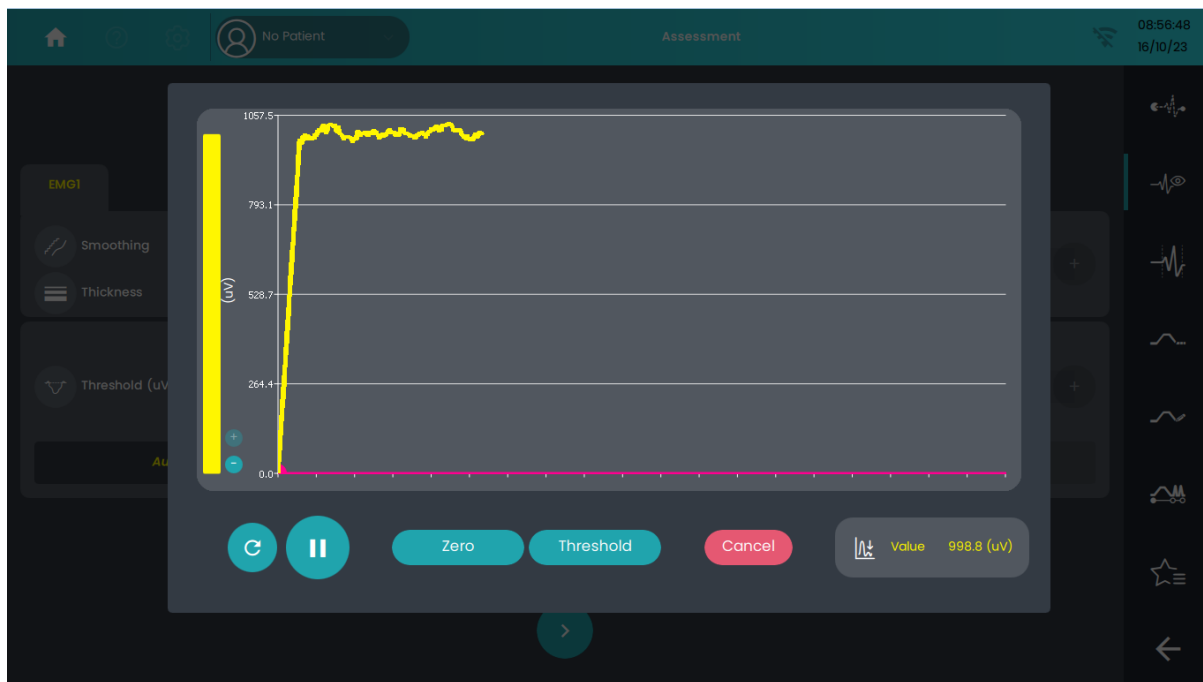 No Patient
Assessment
08:56:48
16/10/23
EMG1
Smoothing
Thickness
Threshold (uV
Au
1057.5
793.1
528.7
264.4
0.0
(uV)
Zero
Threshold
Cancel
Value 998.8 (uV)